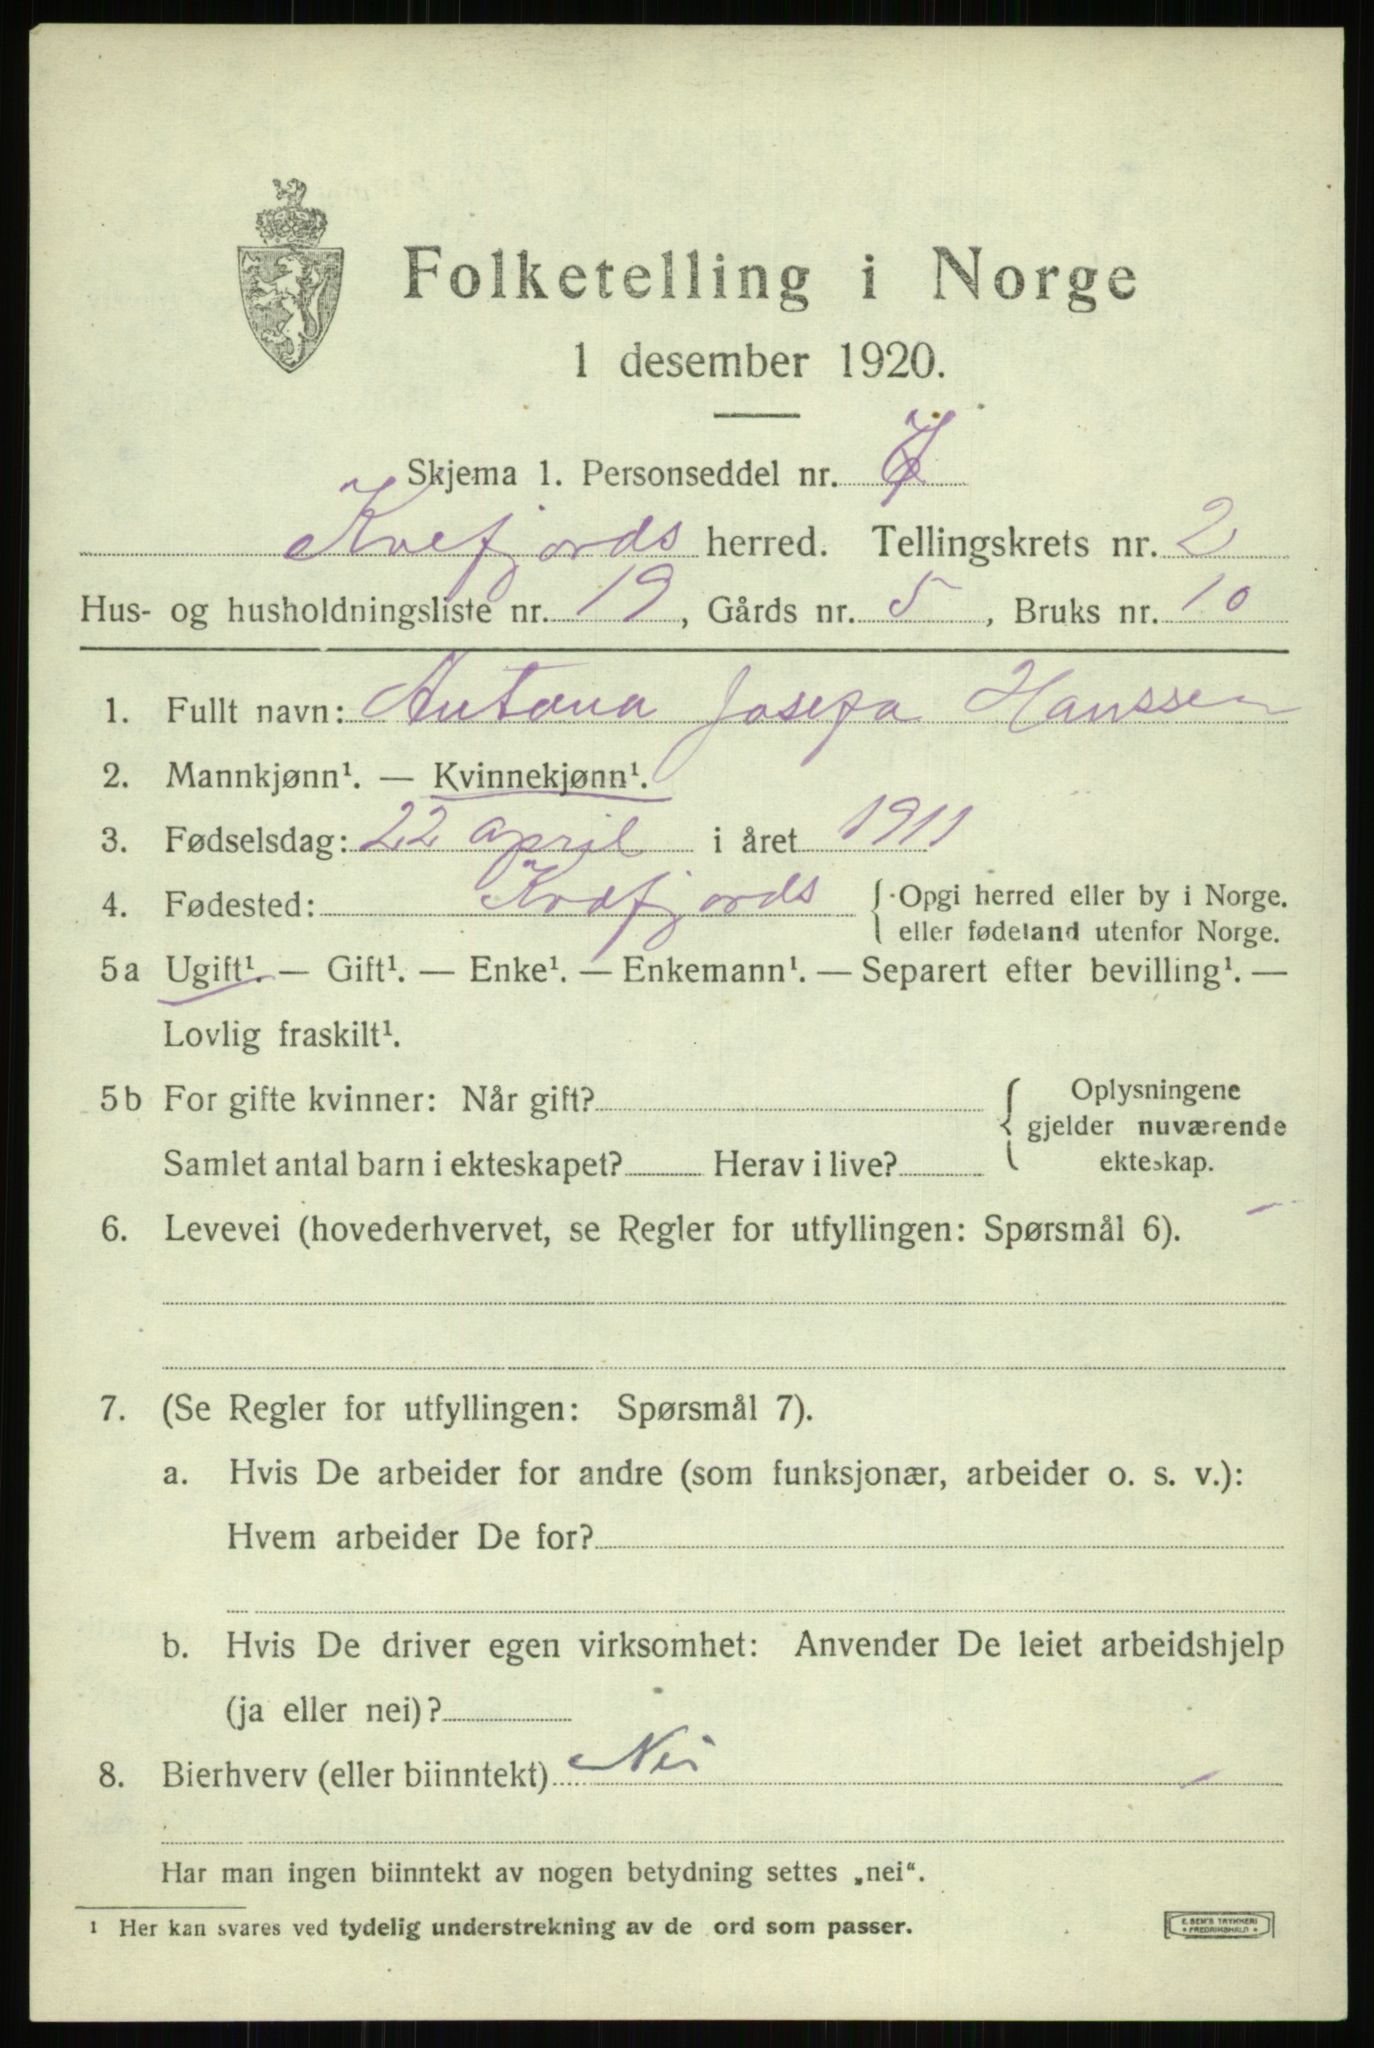 Folketelling i Norge
1 desember 1920.
Skjema 1. Personseddel nr.
Kvefjords herred. Tellingskrets nr. 2
Hus- og husholdningsliste nr. 19, Gårds nr. 5, Bruks nr. 10
1. Fullt navn: Antona Josefa Hanssen
2. Mannkjønn¹. — Kvinnekjønn¹.
3. Fødselsdag: 22 april i året 1911
4. Fødested: Kvæfjords { Opgi herred eller by i Norge.
eller fødeland utenfor Norge.
5a Ugift¹. — Gift¹. — Enke¹. — Enkemann¹. — Separert efter bevilling¹. —
Lovlig fraskilt¹.
5b For gifte kvinner: Når gift? { Oplysningene
gjelder nuværende
Samlet antal barn i ekteskapet? Herav i live? ekteskap.
6. Levevei (hovederhvervet, se Regler for utfyllingen: Spørsmål 6). —
7. (Se Regler for utfyllingen: Spørsmål 7).
a. Hvis De arbeider for andre (som funksjonær, arbeider o. s. v.):
Hvem arbeider De for?
b. Hvis De driver egen virksomhet: Anvender De leiet arbeidshjelp
(ja eller nei)?
8. Bierhverv (eller biinntekt) Nei —
Har man ingen biinntekt av nogen betydning settes „nei“.
1 Her kan svares ved tydelig understrekning av de ord som passer.
E. SEM'S TRYKKERI
FREDRIKSHALD